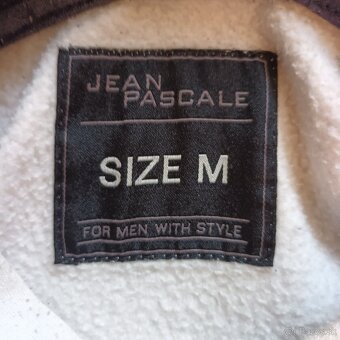 JEAN
PASCALE
SIZE M
FOR MEN WITH STYLE